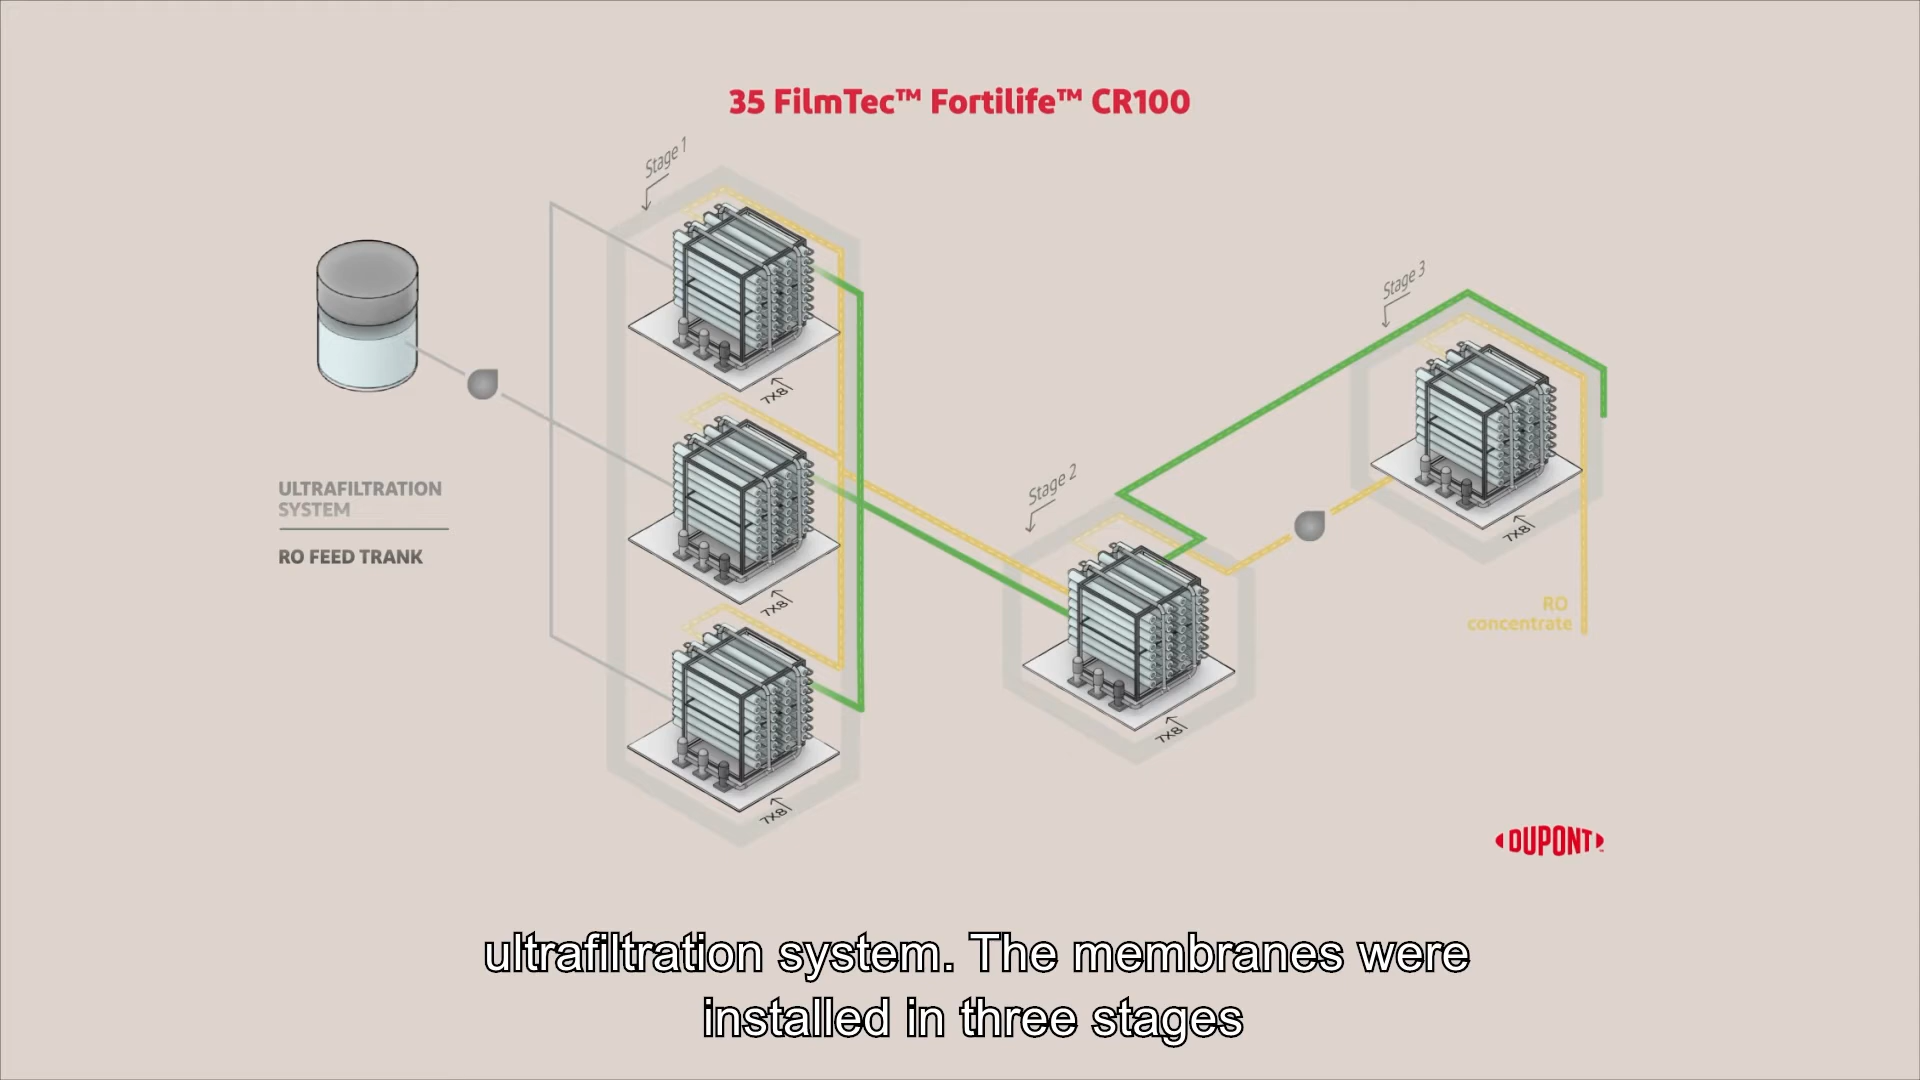 35 FilmTec™ Fortilife™ CR100
Stage 1
Stage 2
Stage 3
7X8
7X8
7X8
7X8
7X8
ULTRAFILTRATION
SYSTEM
RO FEED TRANK
RO
concentrate
DUPONT
ultrafiltration system. The membranes were
installed in three stages